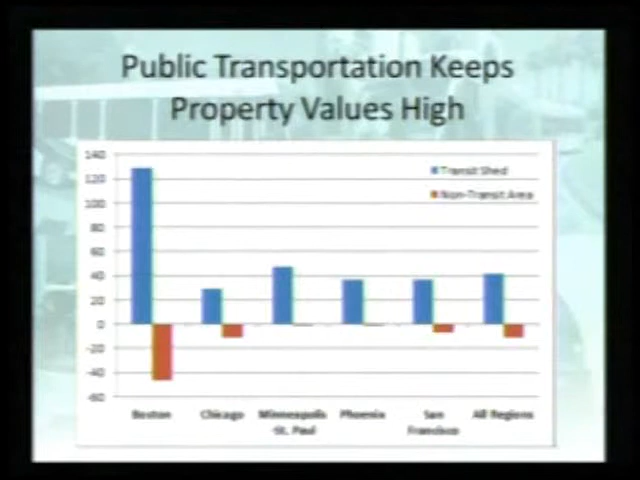 Public Transportation Keeps
Property Values High
140
120
100
80
60
40
20
0
-20
-40
-60
Transit Shed
Non-Transit Area
Boston
Chicago
Minneapolis
-St. Paul
Phoenix
San
Francisco
All Regions